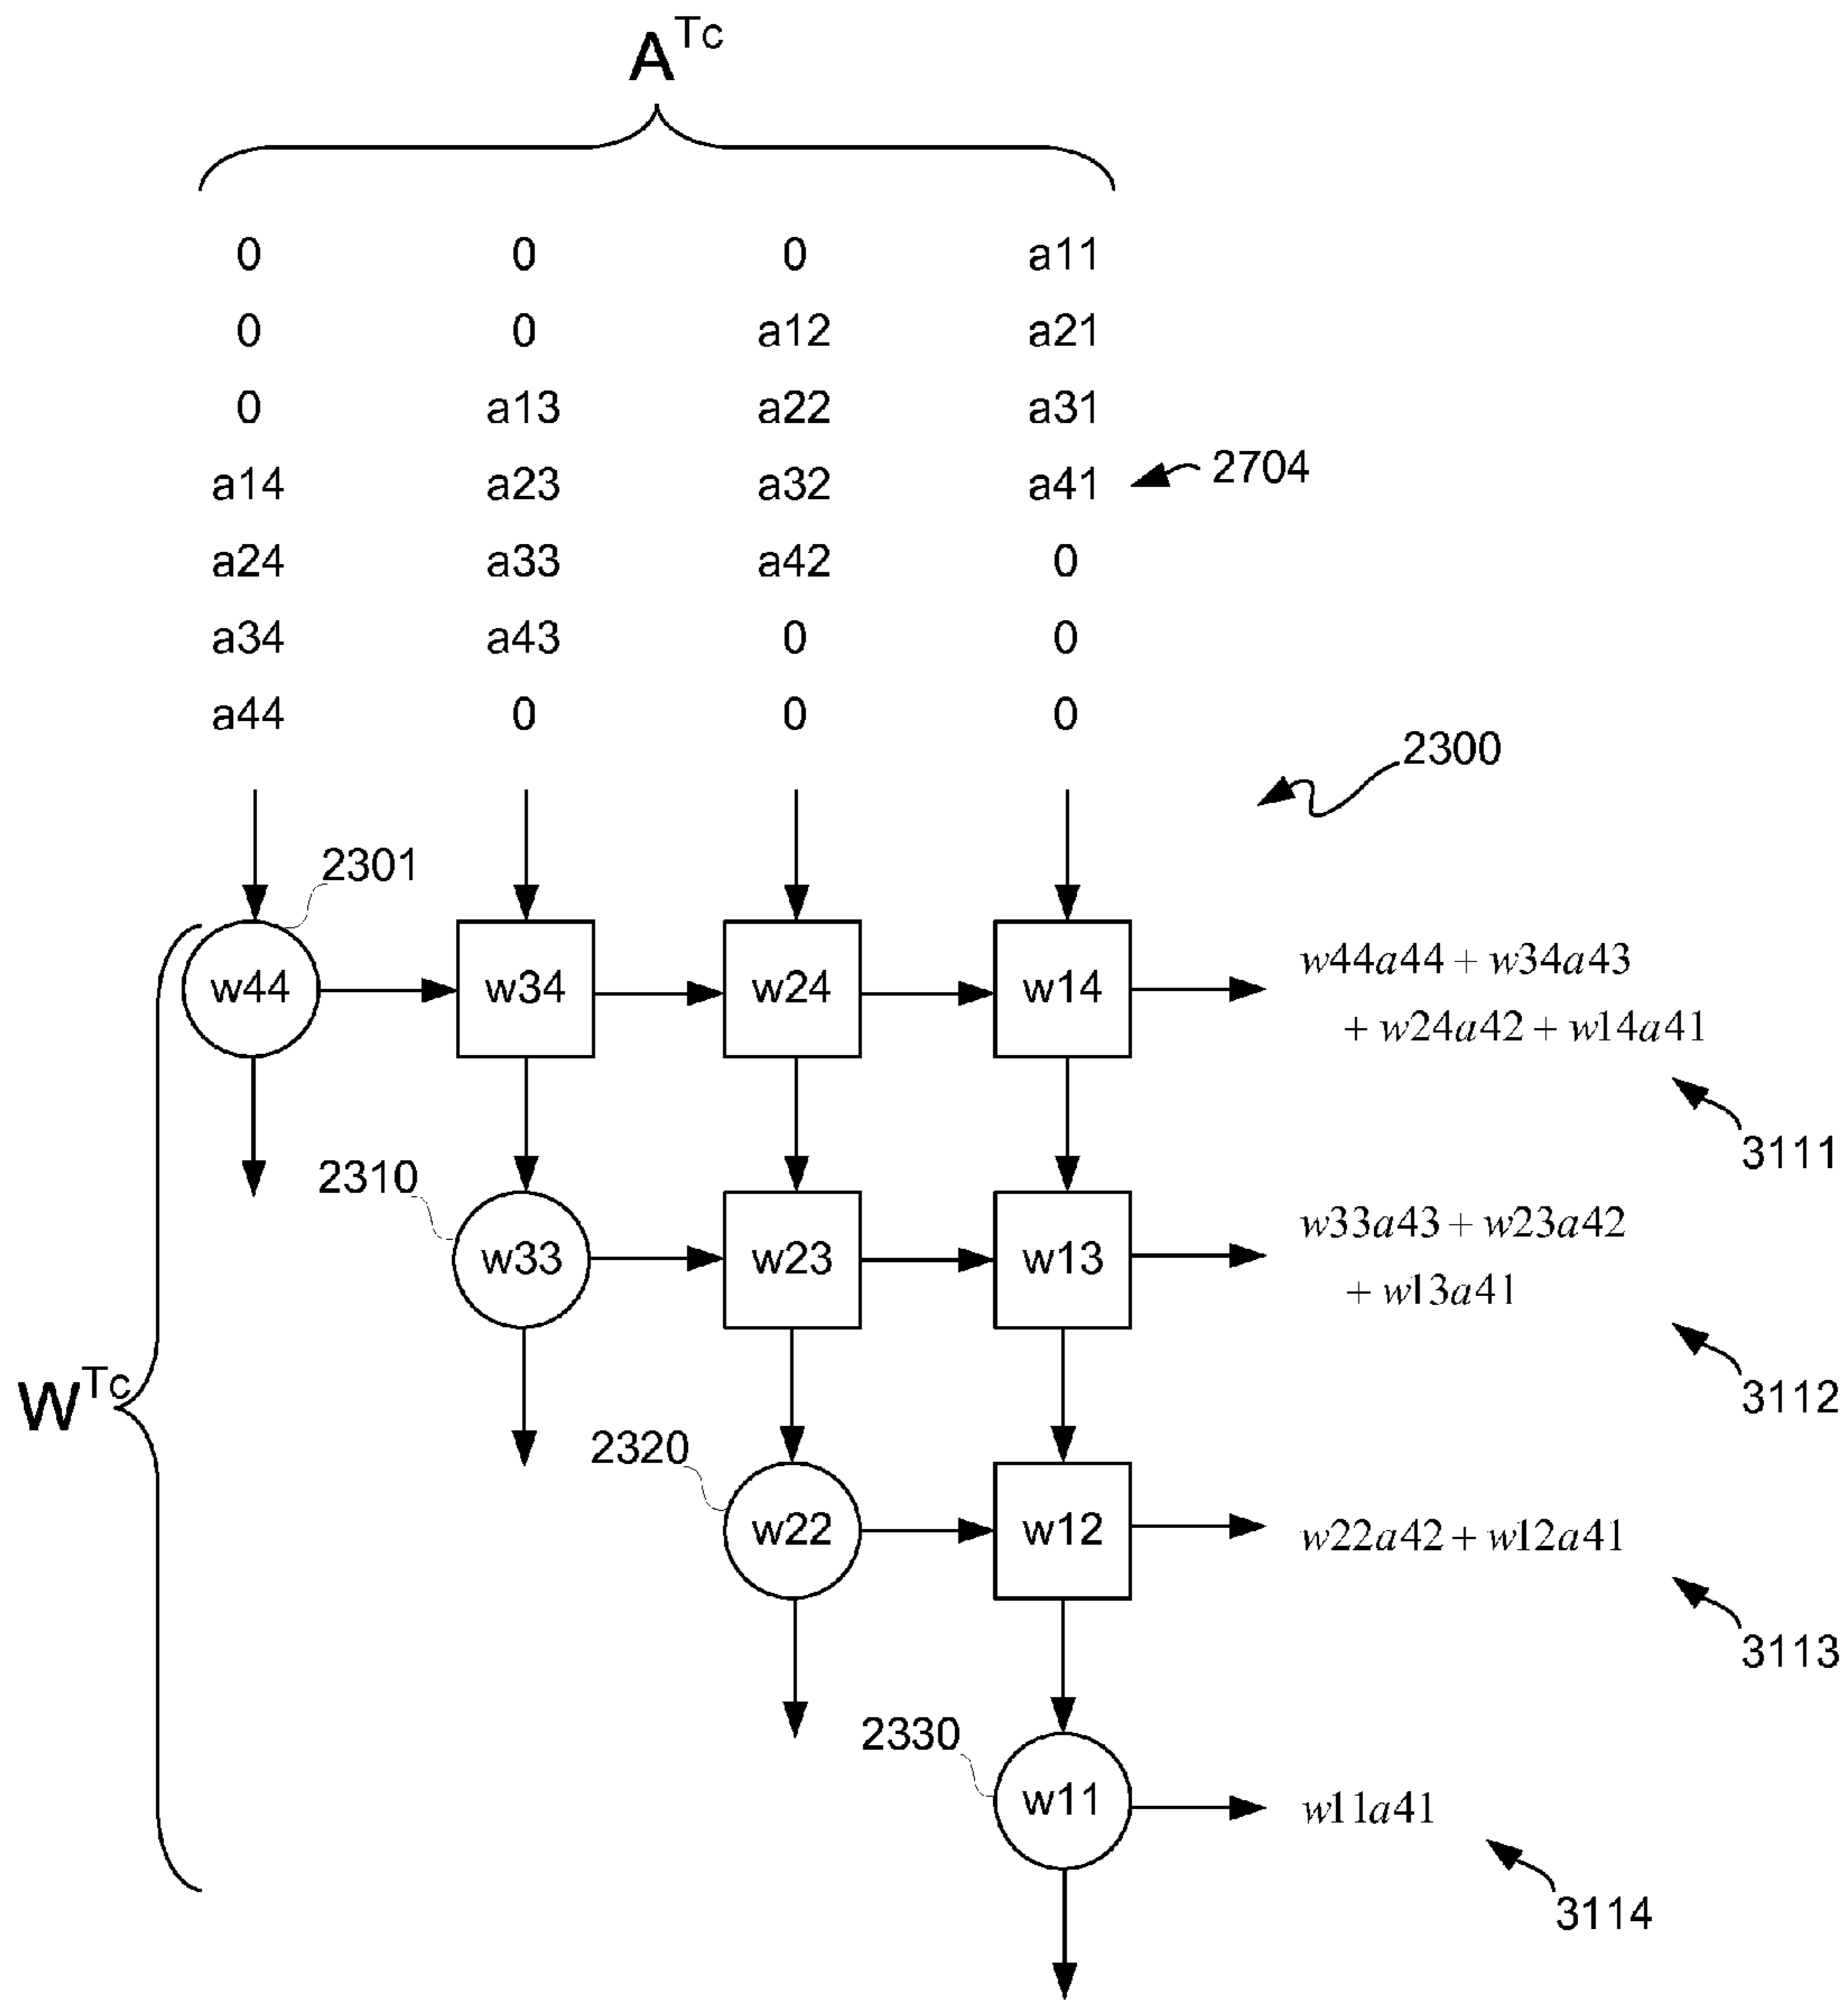 A^Tc
0 0 0 a11
0 0 a12 a21
0 a13 a22 a31
a14 a23 a32 a41 2704
a24 a33 a42 0
a34 a43 0 0
a44 0 0 0
2300
2301
w44 w34 w24 w14 w44a44 + w34a43
+ w24a42 + w14a41
3111
2310
w33 w23 w13 w33a43 + w23a42
+ w13a41
W^Tc
3112
2320
w22 w12 w22a42 + w12a41
3113
2330
w11 w11a41
3114